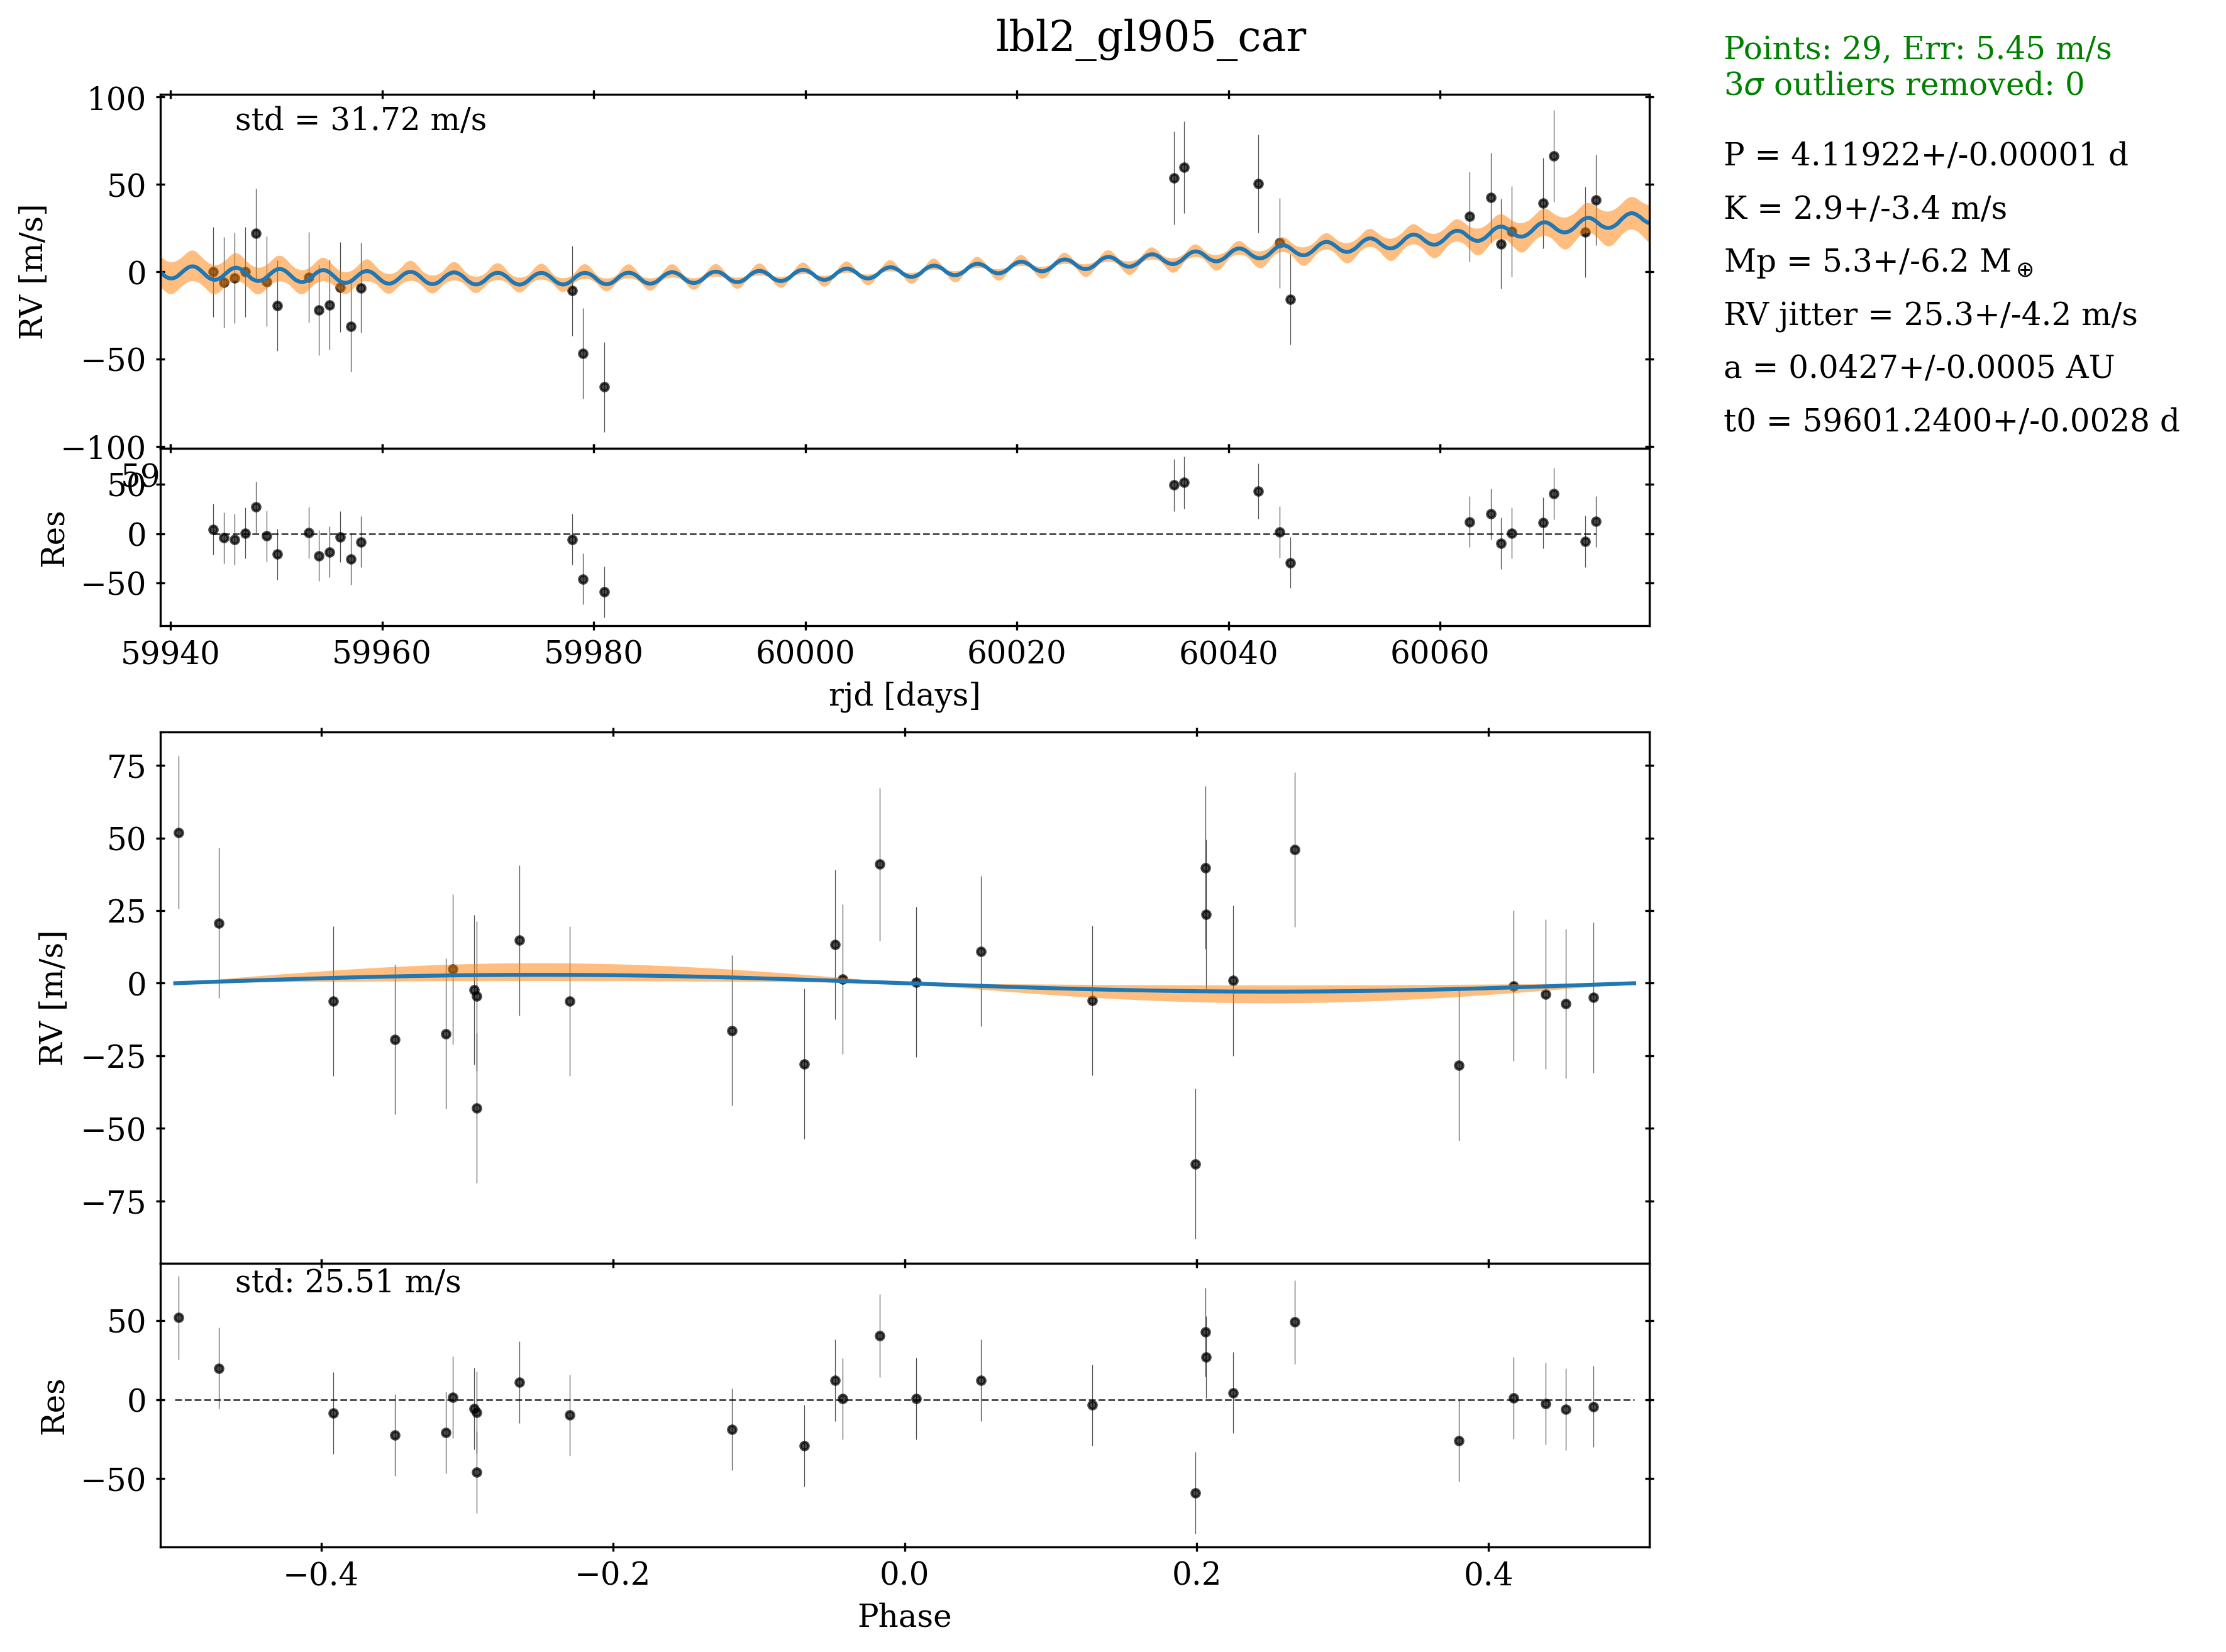 lbl2_gl905_car
Points: 29, Err: 5.45 m/s
3σ outliers removed: 0
P = 4.11922+/-0.00001 d
K = 2.9+/-3.4 m/s
Mp = 5.3+/-6.2 M⊕
RV jitter = 25.3+/-4.2 m/s
a = 0.0427+/-0.0005 AU
t0 = 59601.2400+/-0.0028 d
std = 31.72 m/s
100
50
0
−50
−100
RV [m/s]
59
50
0
−50
Res
59940 59960 59980 60000 60020 60040 60060
rjd [days]
75
50
25
0
−25
−50
−75
RV [m/s]
std: 25.51 m/s
50
0
−50
Res
−0.4 −0.2 0.0 0.2 0.4
Phase